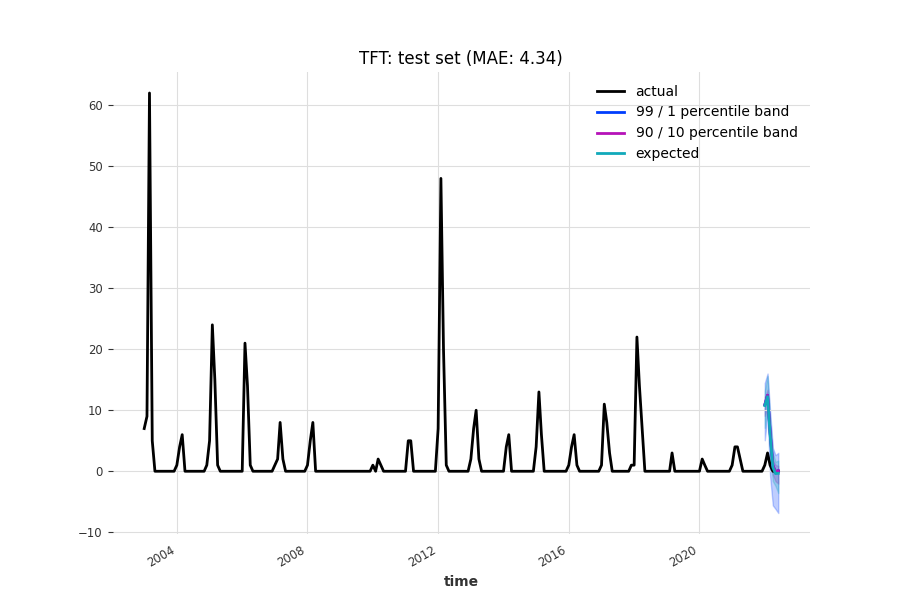 TFT: test set (MAE: 4.34)
actual
99 / 1 percentile band
90 / 10 percentile band
expected
60
50
40
30
20
10
0
−10
2004
2008
2012
2016
2020
time